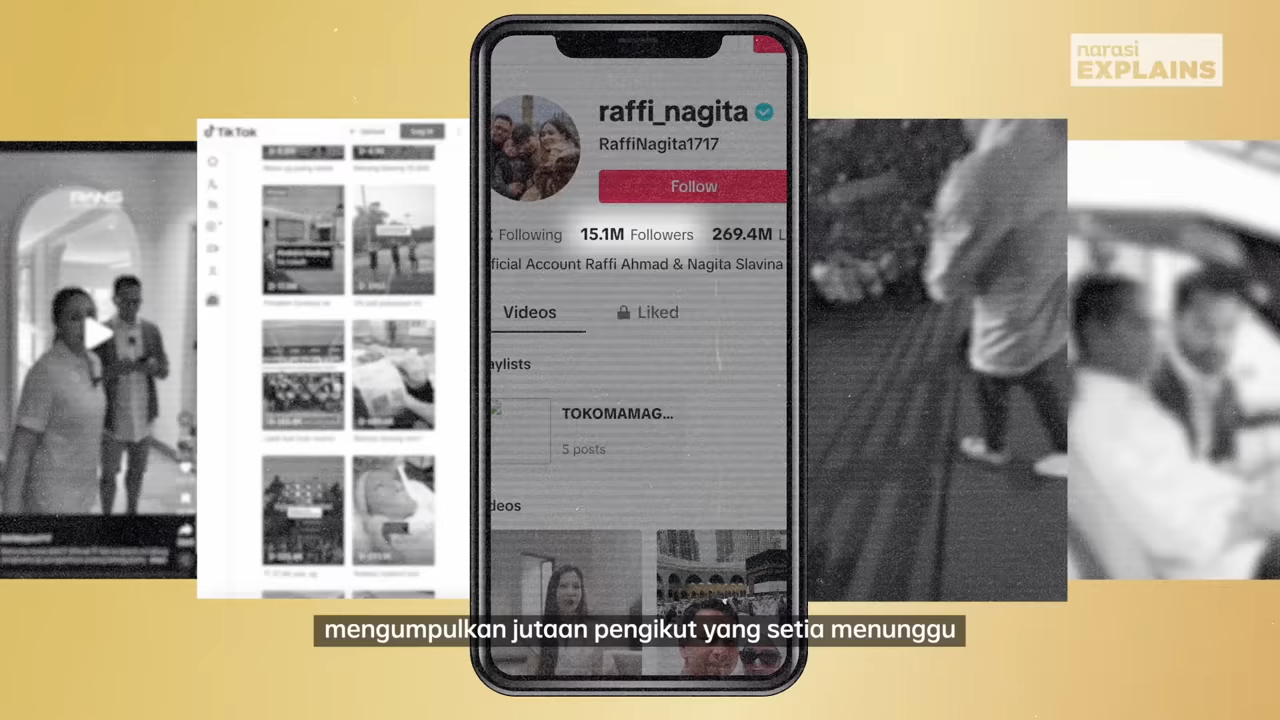 narasi
EXPLAINS
TikTok
RANS
raffi_nagita
RaffiNagita1717
Follow
Following 15.1M Followers 269.4M L
ficial Account Raffi Ahmad & Nagita Slavina
Videos Liked
aylists
TOKOMAMAG...
5 posts
deos
mengumpulkan jutaan pengikut yang setia menunggu